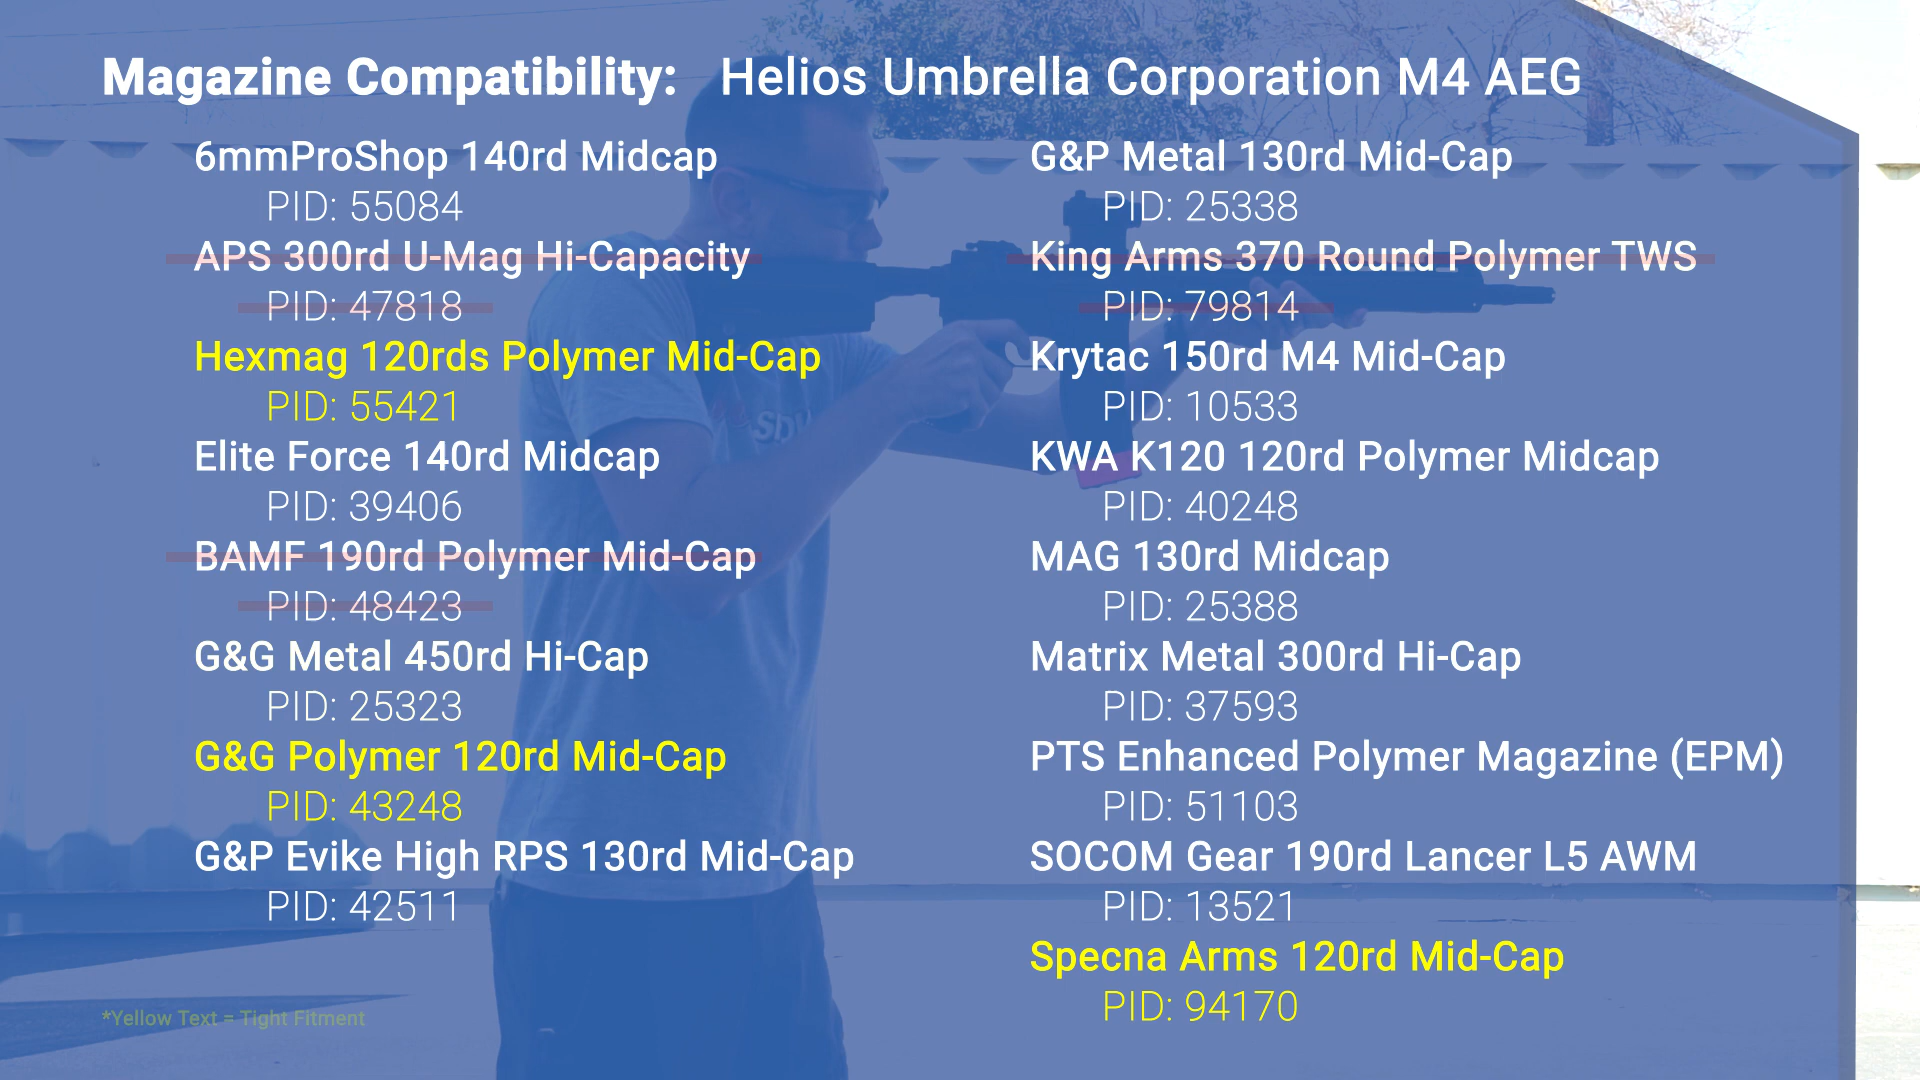 Magazine Compatibility: Helios Umbrella Corporation M4 AEG
6mmProShop 140rd Midcap
PID: 55084
APS 300rd U-Mag Hi-Capacity
PID: 47818
Hexmag 120rds Polymer Mid-Cap
PID: 55421
Elite Force 140rd Midcap
PID: 39406
BAMF 190rd Polymer Mid-Cap
PID: 48423
G&G Metal 450rd Hi-Cap
PID: 25323
G&G Polymer 120rd Mid-Cap
PID: 43248
G&P Evike High RPS 130rd Mid-Cap
PID: 42511
*Yellow Text = Tight Fitment
G&P Metal 130rd Mid-Cap
PID: 25338
King Arms 370 Round Polymer TWS
PID: 79814
Krytac 150rd M4 Mid-Cap
PID: 10533
KWA K120 120rd Polymer Midcap
PID: 40248
MAG 130rd Midcap
PID: 25388
Matrix Metal 300rd Hi-Cap
PID: 37593
PTS Enhanced Polymer Magazine (EPM)
PID: 51103
SOCOM Gear 190rd Lancer L5 AWM
PID: 13521
Specna Arms 120rd Mid-Cap
PID: 94170